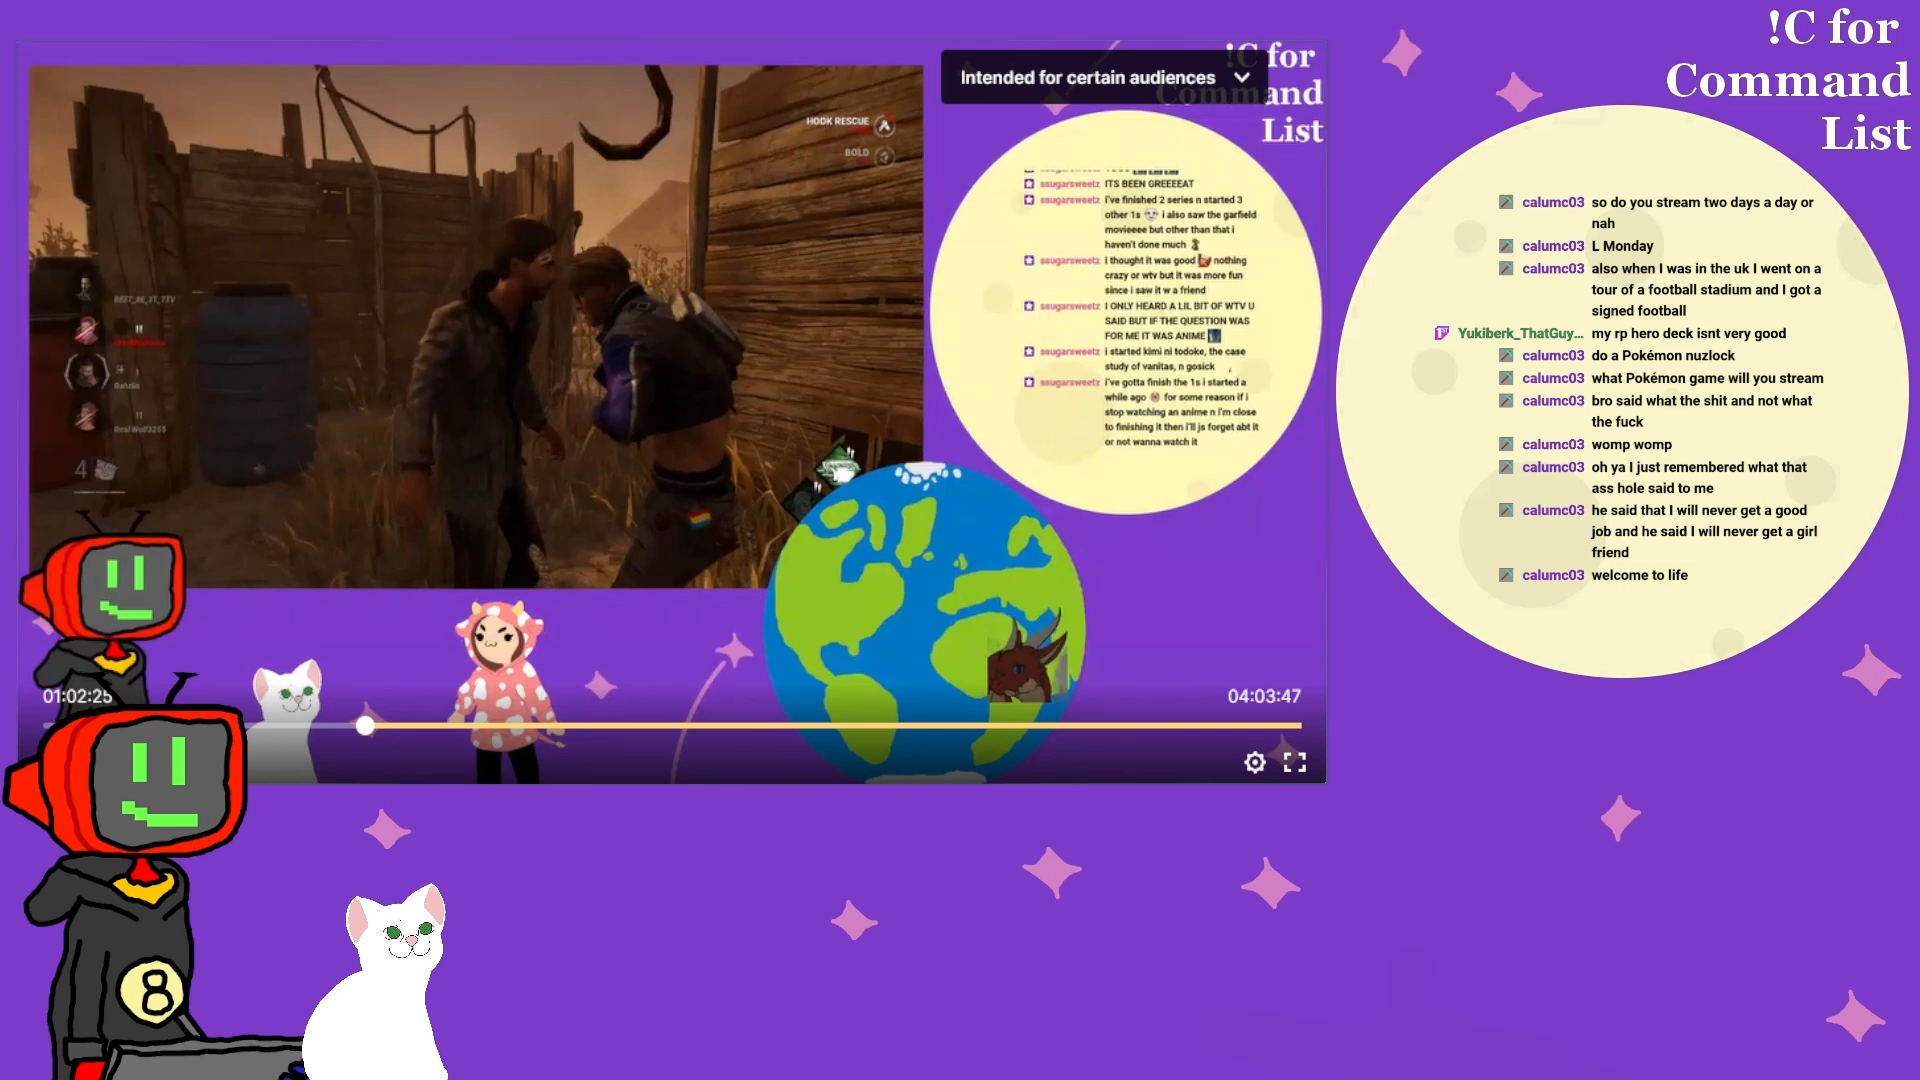 !C for
Command
List
Intended for certain audiences
!C for
Command
List
HOOK RESCUE
BOLD
ssugarsweetz ITS BEEN GREEEEAT
ssugarsweetz i've finished 2 series n started 3
other 1s i also saw the garfield
movieeee but other than that i
haven't done much
ssugarsweetz i thought it was good nothing
crazy or wtv but it was more fun
since i saw it w a friend
ssugarsweetz I ONLY HEARD A LIL BIT OF WTV U
SAID BUT IF THE QUESTION WAS
FOR ME IT WAS ANIME
ssugarsweetz i started kimi ni todoke, the case
study of vanitas, n gosick
ssugarsweetz i've gotta finish the 1s i started a
while ago for some reason if i
stop watching an anime n i'm close
to finishing it then i'll js forget abt it
or not wanna watch it
calumc03 so do you stream two days a day or
nah
calumc03 L Monday
calumc03 also when I was in the uk I went on a
tour of a football stadium and I got a
signed football
Yukiberk_ThatGuy... my rp hero deck isnt very good
calumc03 do a Pokémon nuzlock
calumc03 what Pokémon game will you stream
calumc03 bro said what the shit and not what
the fuck
calumc03 womp womp
calumc03 oh ya I just remembered what that
ass hole said to me
calumc03 he said that I will never get a good
job and he said I will never get a girl
friend
calumc03 welcome to life
4
01:02:25
04:03:47
8